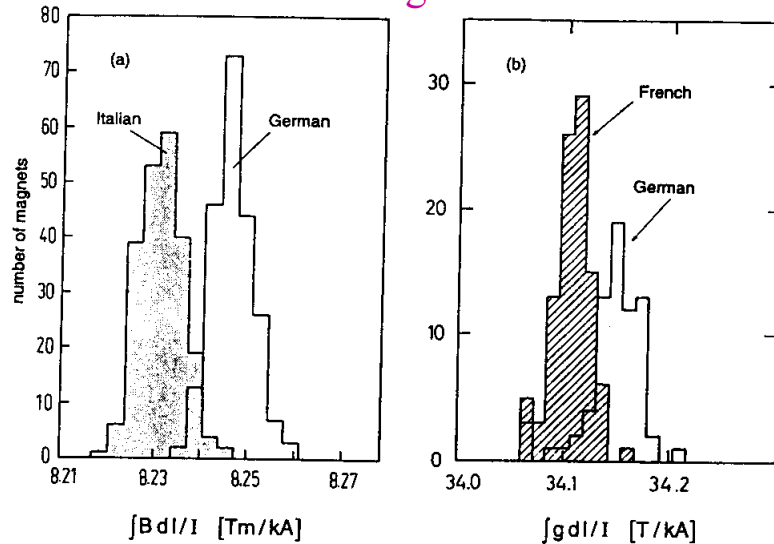 80
70
60
50
40
30
20
10
0
number of magnets
(a)
Italian
German
8.21
8.23
8.25
8.27
∫B dl/I [Tm/kA]
30
20
10
0
(b)
French
German
34.0
34.1
34.2
∫g dl/I [T/kA]